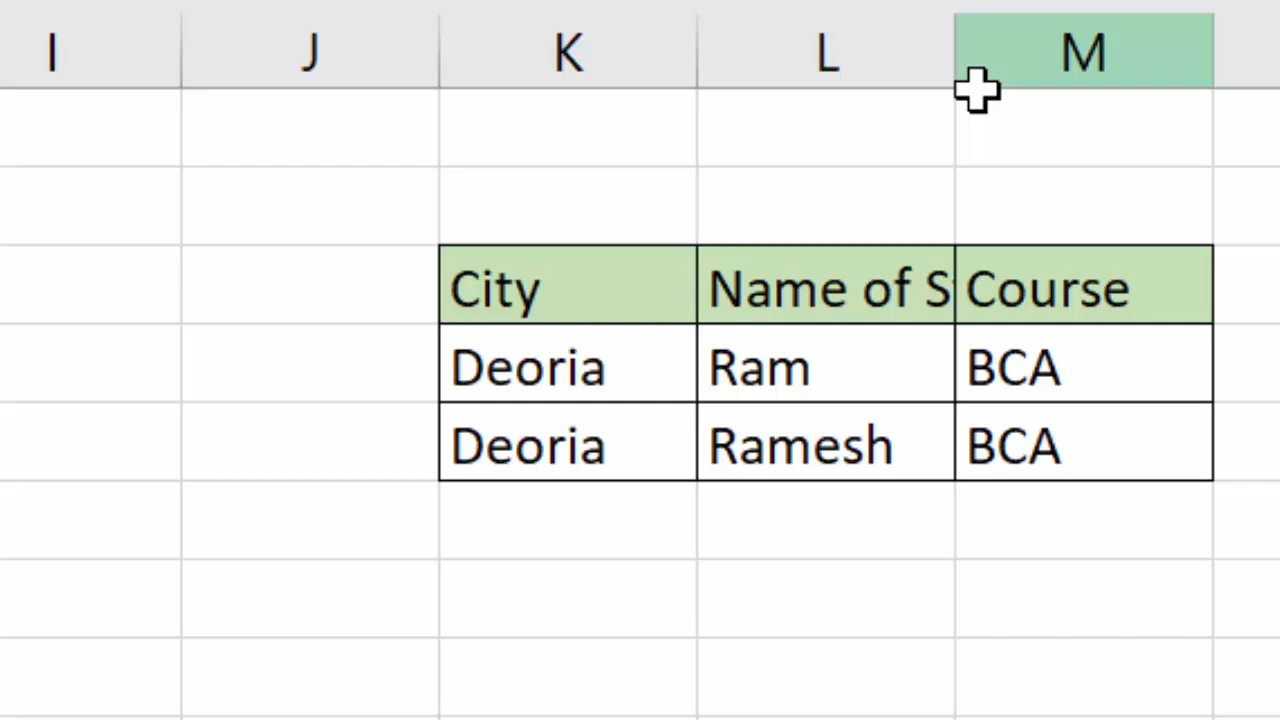 I J K L M
City Name of S Course
Deoria Ram BCA
Deoria Ramesh BCA